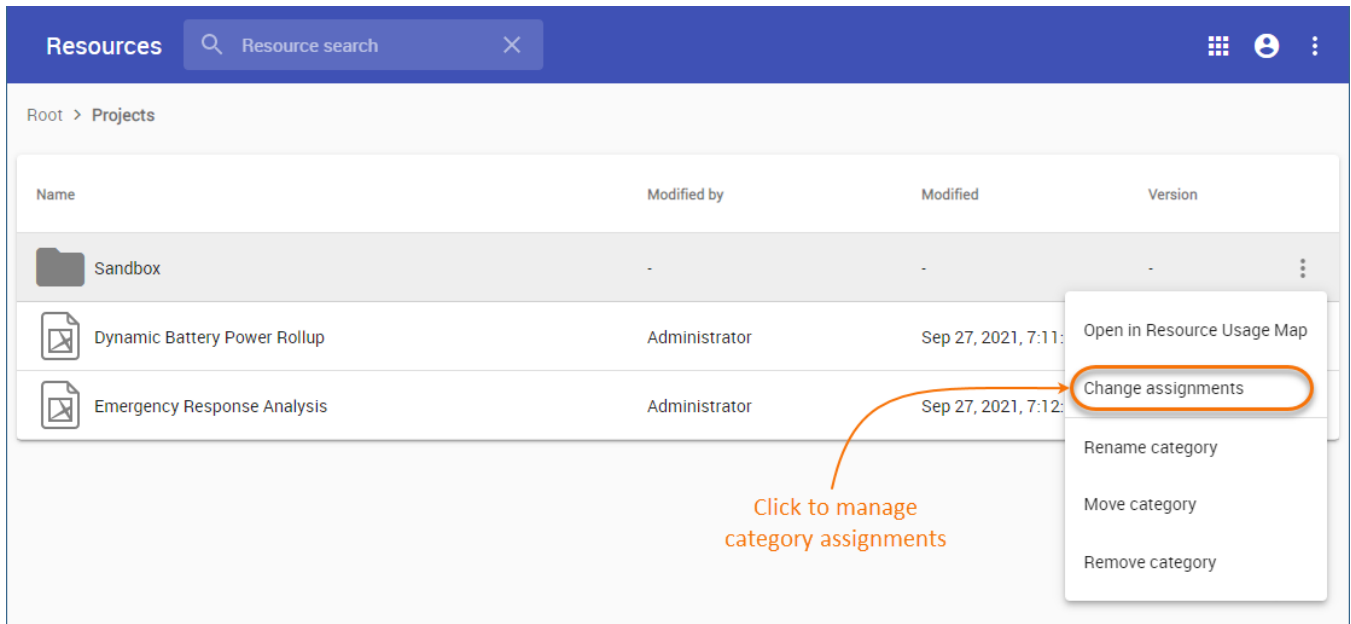 Resources
Resource search
Root > Projects
Name Modified by Modified Version
Sandbox - - -
Dynamic Battery Power Rollup Administrator Sep 27, 2021, 7:11:
Emergency Response Analysis Administrator Sep 27, 2021, 7:12:
Open in Resource Usage Map
Change assignments
Rename category
Move category
Remove category
Click to manage
category assignments